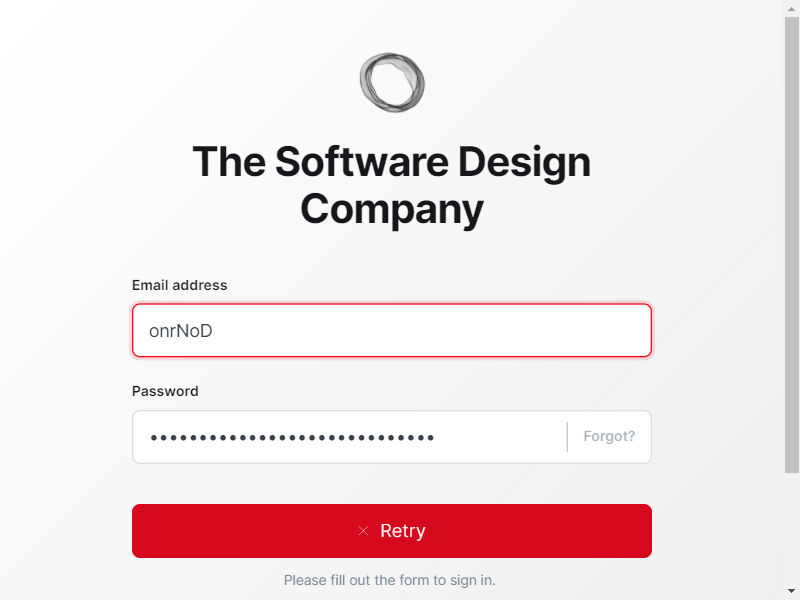 The Software Design
Company
Email address
onrNoD
Password
•••••••••••••••••••••••••••••
Forgot?
Retry
Please fill out the form to sign in.